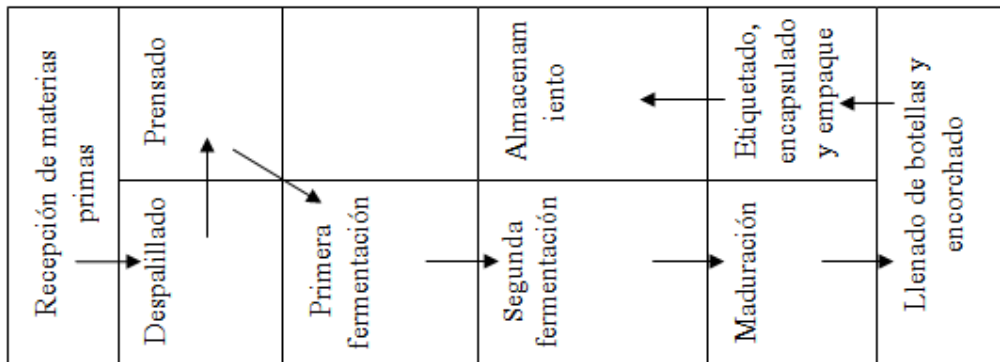 Recepción de materias
primas
Despalillado
Prensado
Primera
fermentación
Segunda
fermentación
Almacenam
iento
Maduración
Etiquetado,
encapsulado
y empaque
Llenado de botellas y
encorchado